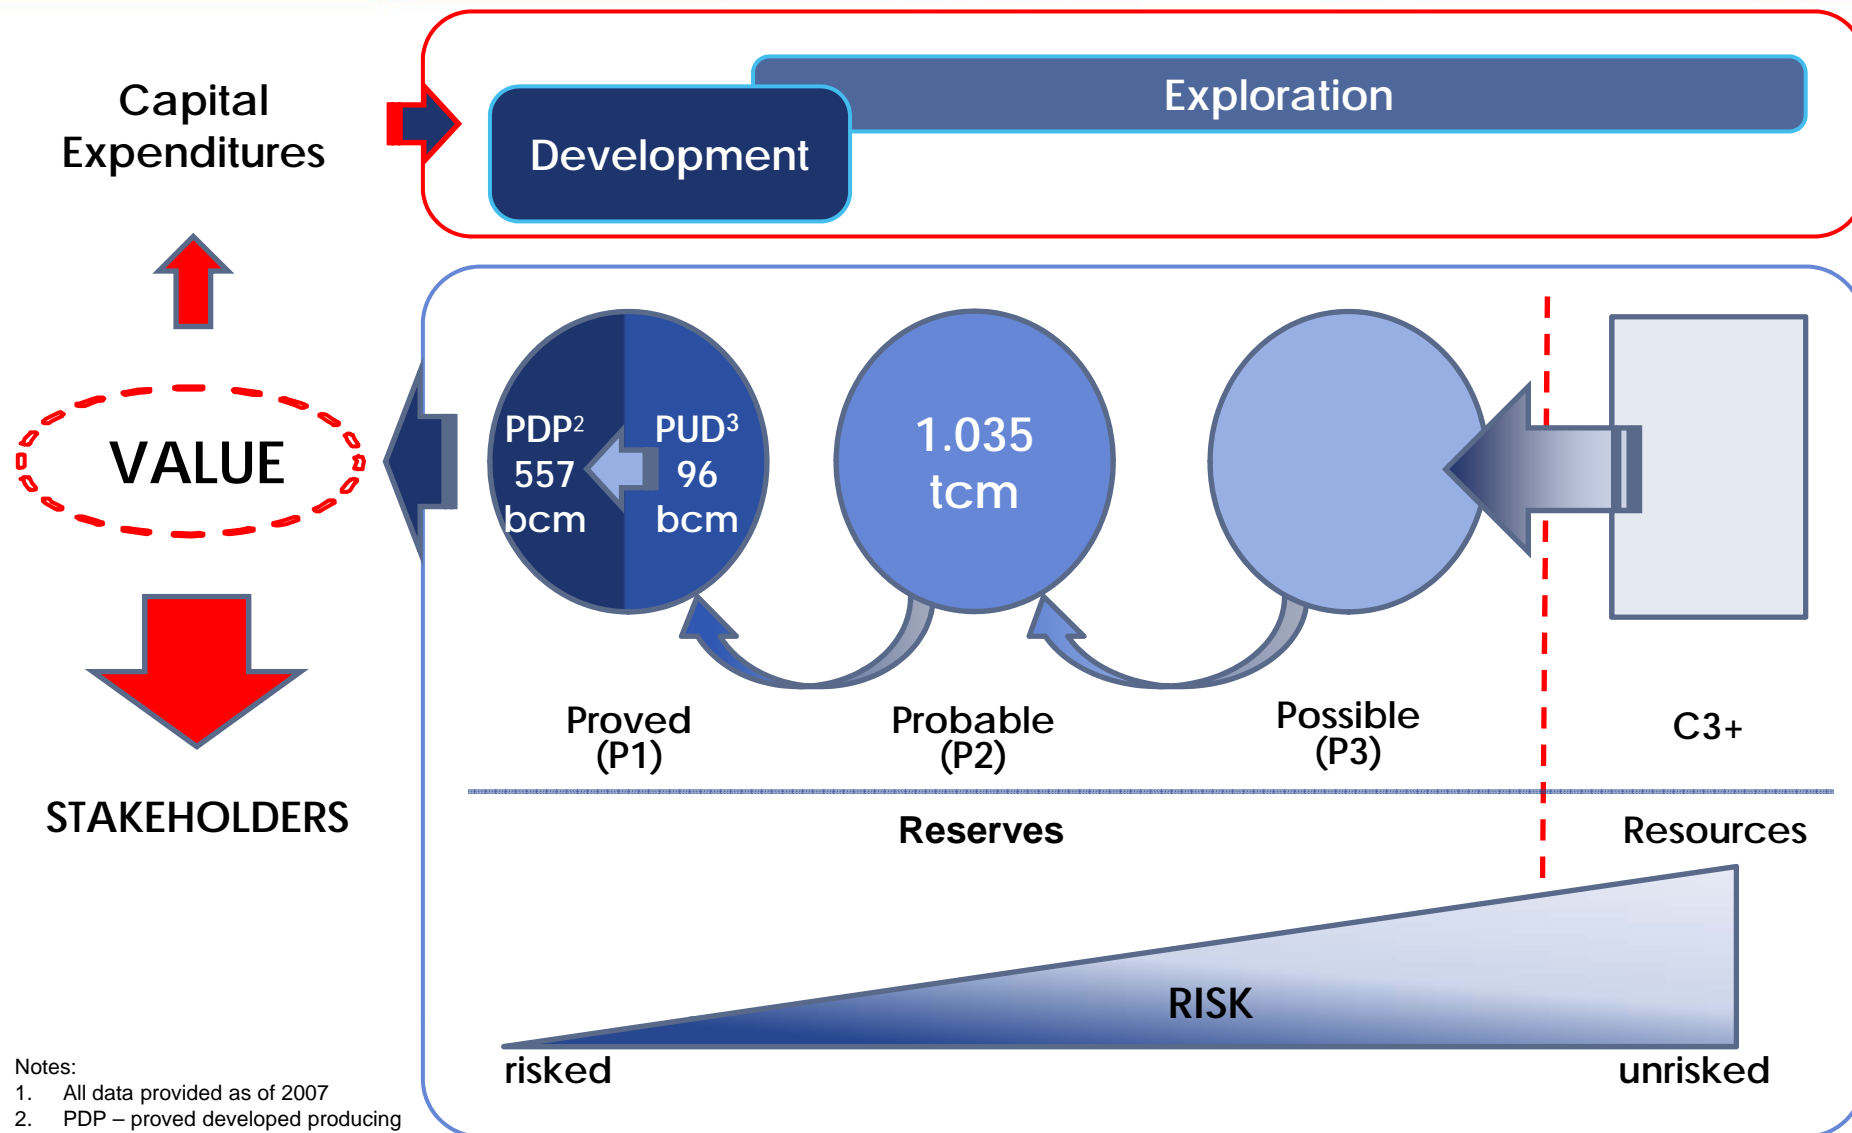 Capital
Expenditures
Exploration
Development
VALUE
STAKEHOLDERS
PDP2
557
bcm
PUD3
96
bcm
1.035
tcm
Proved
(P1)
Probable
(P2)
Possible
(P3)
C3+
Reserves
Resources
RISK
risked
unrisked
Notes:
1. All data provided as of 2007
2. PDP – proved developed producing